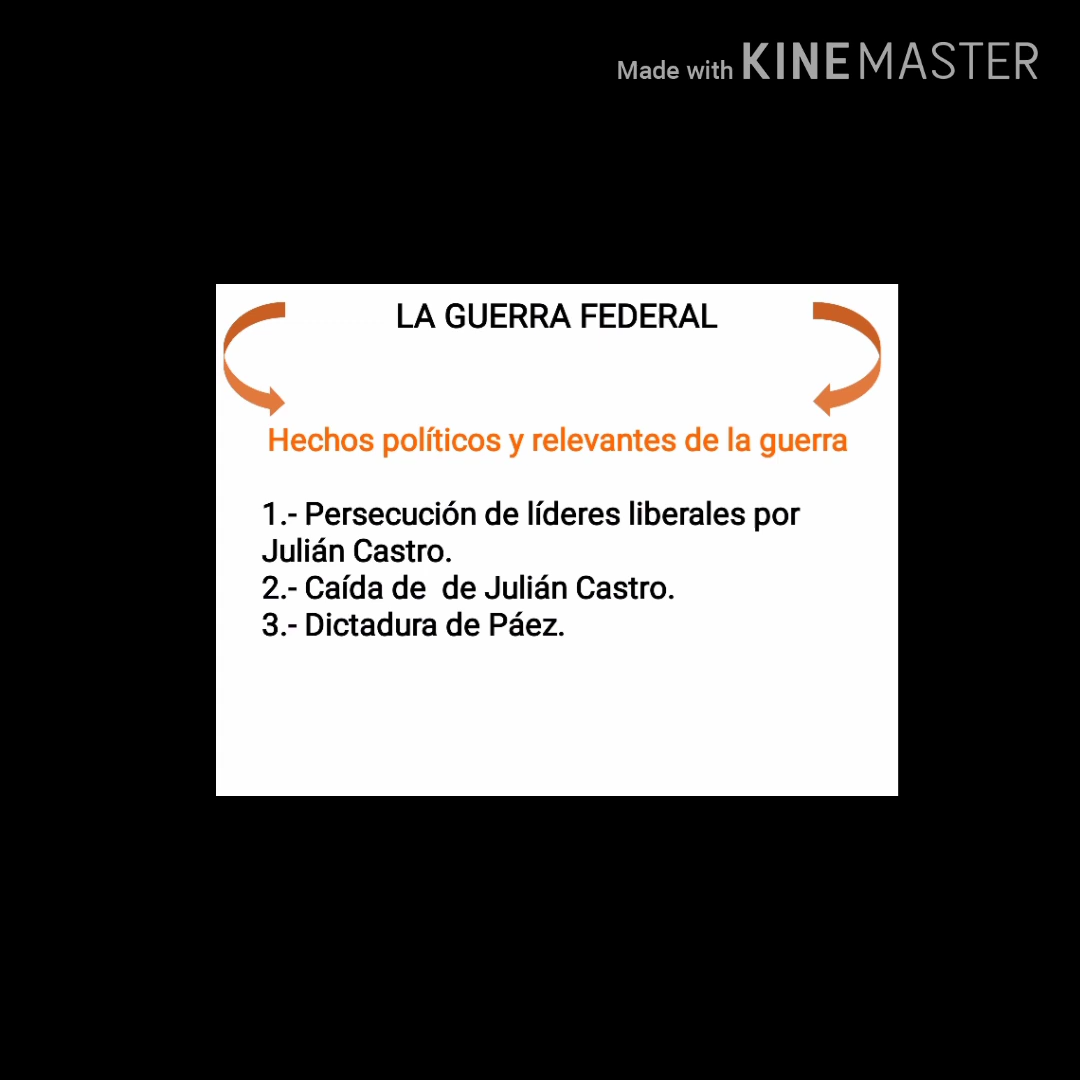 Made with KINEMASTER
LA GUERRA FEDERAL
Hechos políticos y relevantes de la guerra
1.- Persecución de líderes liberales por
Julián Castro.
2.- Caída de  de Julián Castro.
3.- Dictadura de Páez.